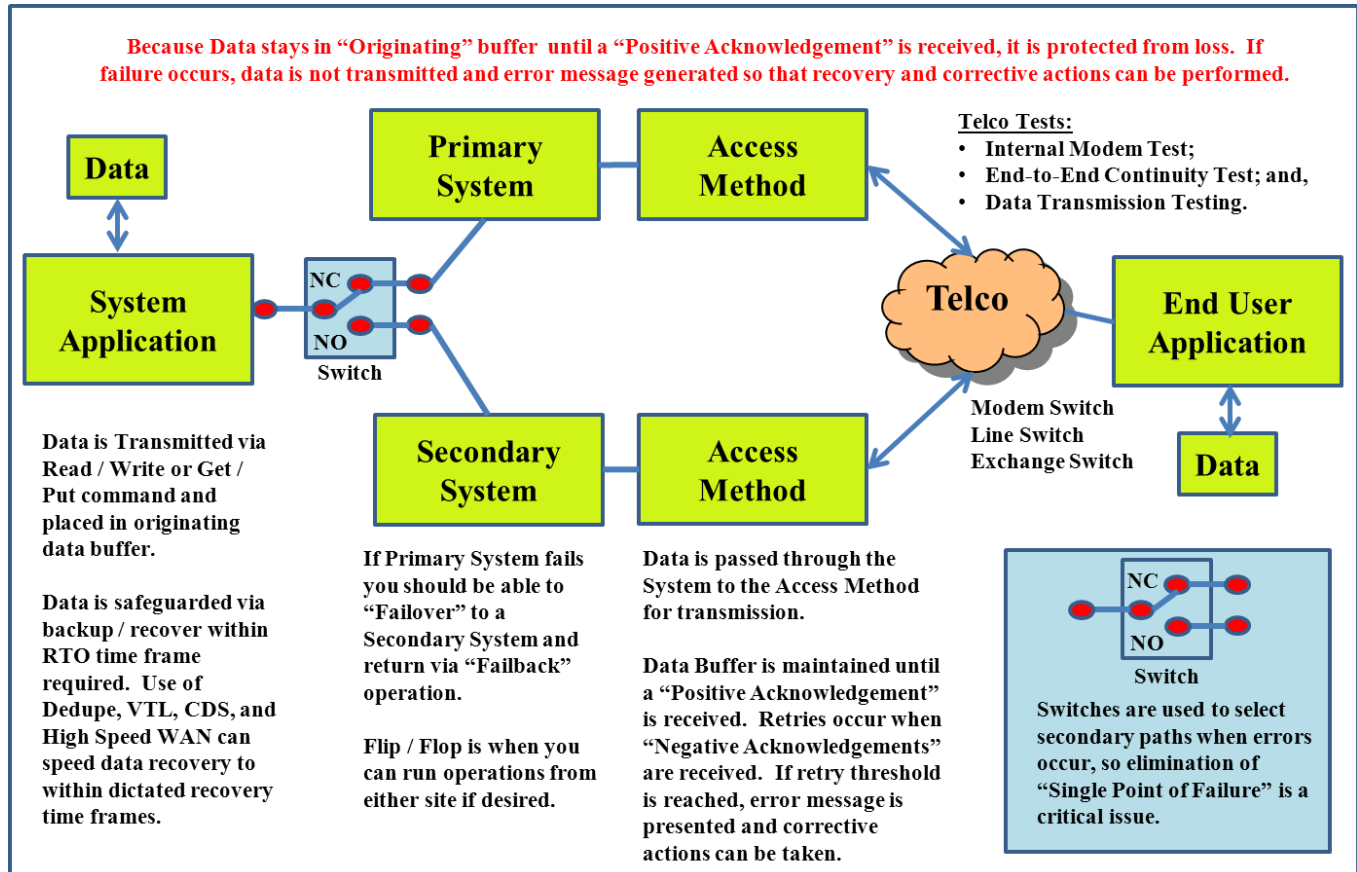 Because Data stays in “Originating” buffer until a “Positive Acknowledgement” is received, it is protected from loss. If
failure occurs, data is not transmitted and error message generated so that recovery and corrective actions can be performed.
Data
System
Application
NC
NO
Switch
Primary
System
Access
Method
Telco Tests:
• Internal Modem Test;
• End-to-End Continuity Test; and,
• Data Transmission Testing.
Telco
End User
Application
Data
Modem Switch
Line Switch
Exchange Switch
Secondary
System
Access
Method
Data is Transmitted via
Read / Write or Get /
Put command and
placed in originating
data buffer.
Data is safeguarded via
backup / recover within
RTO time frame
required. Use of
Dedupe, VTL, CDS, and
High Speed WAN can
speed data recovery to
within dictated recovery
time frames.
If Primary System fails
you should be able to
“Failover” to a
Secondary System and
return via “Failback”
operation.
Flip / Flop is when you
can run operations from
either site if desired.
Data is passed through the
System to the Access Method
for transmission.
Data Buffer is maintained until
a “Positive Acknowledgement”
is received. Retries occur when
“Negative Acknowledgements”
are received. If retry threshold
is reached, error message is
presented and corrective
actions can be taken.
NC
NO
Switch
Switches are used to select
secondary paths when errors
occur, so elimination of
“Single Point of Failure” is a
critical issue.